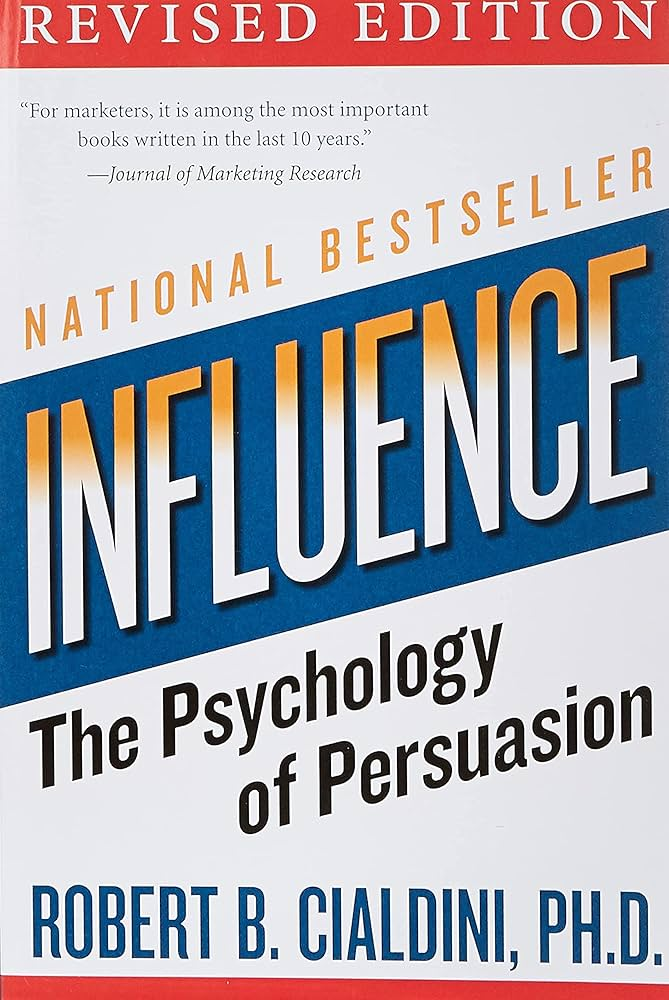 REVISED EDITION
“For marketers, it is among the most important
books written in the last 10 years.”
—Journal of Marketing Research
NATIONAL BESTSELLER
INFLUENCE
The Psychology
of Persuasion
ROBERT B. CIALDINI, PH.D.